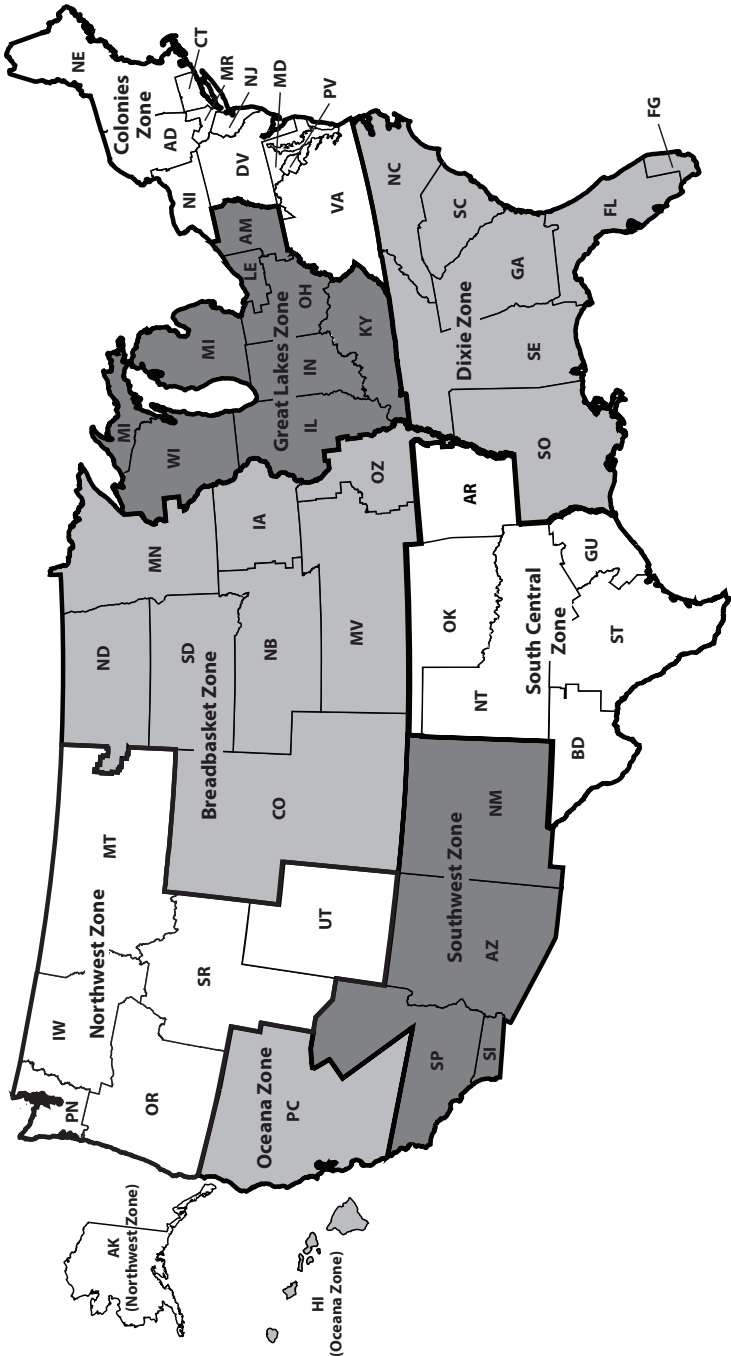 AK
(Northwest Zone)
HI
(Oceana Zone)
PN
IW
MT
Northwest Zone
OR
SR
UT
Oceana Zone
PC
SP
SI
Southwest Zone
AZ
NM
ND
MN
SD
Breadbasket Zone
NB
IA
CO
MV
OZ
OK
AR
NT
South Central
Zone
BD
ST
GU
MI
WI
MI
Great Lakes Zone
IL
IN
OH
KY
LE
AM
Dixie Zone
SO
SE
GA
SC
NC
FL
FG
NE
Colonies
Zone
AD
NI
DV
VA
CT
MR
NJ
MD
PV